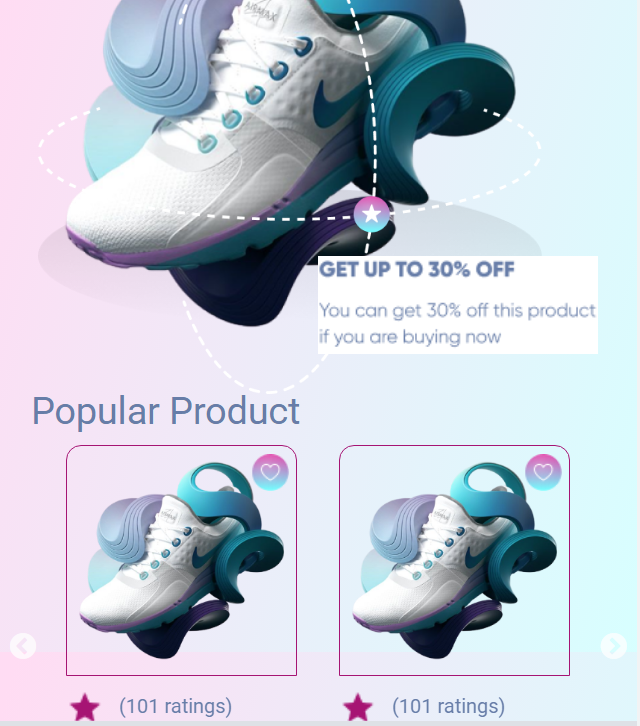 AIRMAX
GET UP TO 30% OFF
You can get 30% off this product
if you are buying now
Popular Product
(101 ratings)
(101 ratings)